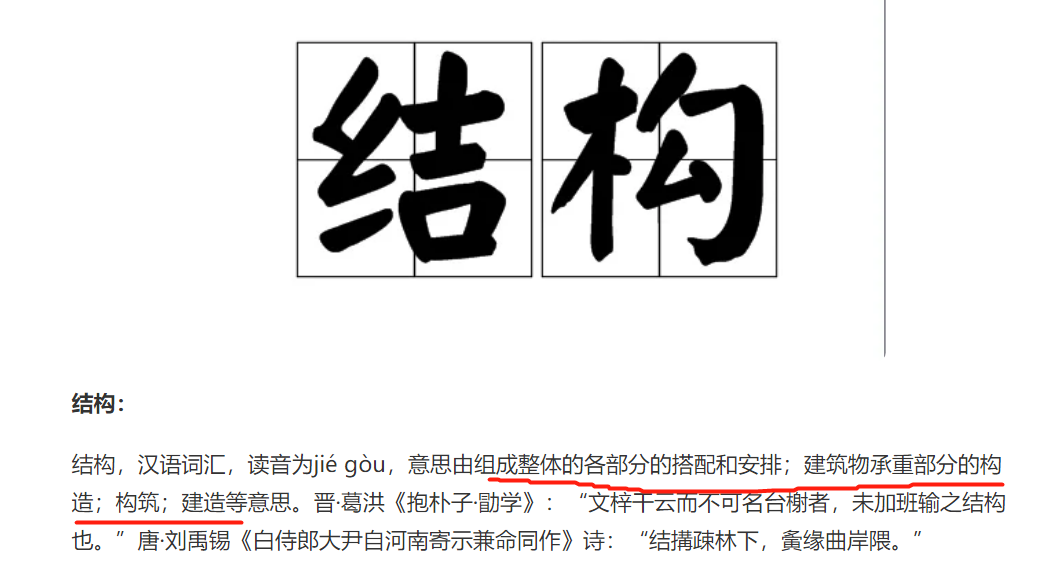 结构
结构：
结构，汉语词汇，读音为jié gòu，意思由组成整体的各部分的搭配和安排；建筑物承重部分的构
造；构筑；建造等意思。晋·葛洪《抱朴子·勖学》：“文梓干云而不可名台榭者，未加班输之结构
也。”唐·刘禹锡《白侍郎大尹自河南寄示兼命同作》诗：“结搆疎林下，夤缘曲岸隈。”